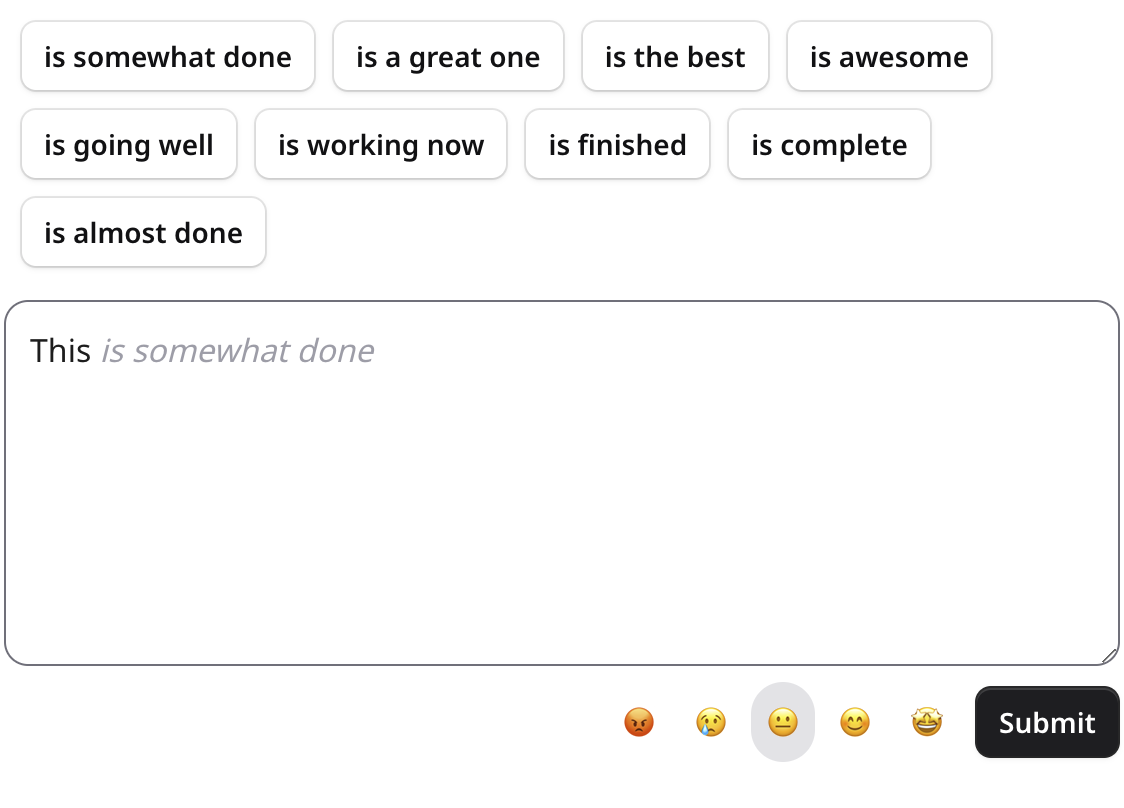 is somewhat done is a great one is the best is awesome
is going well is working now is finished is complete
is almost done
This is somewhat done
Submit